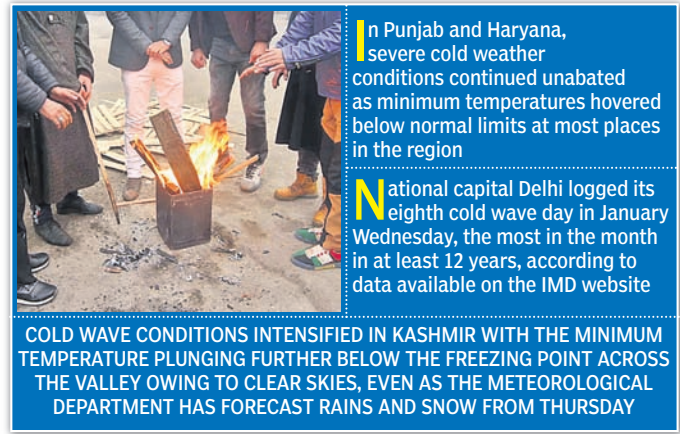 In Punjab and Haryana,
severe cold weather
conditions continued unabated
as minimum temperatures hovered
below normal limits at most places
in the region
National capital Delhi logged its
eighth cold wave day in January
Wednesday, the most in the month
in at least 12 years, according to
data available on the IMD website
COLD WAVE CONDITIONS INTENSIFIED IN KASHMIR WITH THE MINIMUM
TEMPERATURE PLUNGING FURTHER BELOW THE FREEZING POINT ACROSS
THE VALLEY OWING TO CLEAR SKIES, EVEN AS THE METEOROLOGICAL
DEPARTMENT HAS FORECAST RAINS AND SNOW FROM THURSDAY